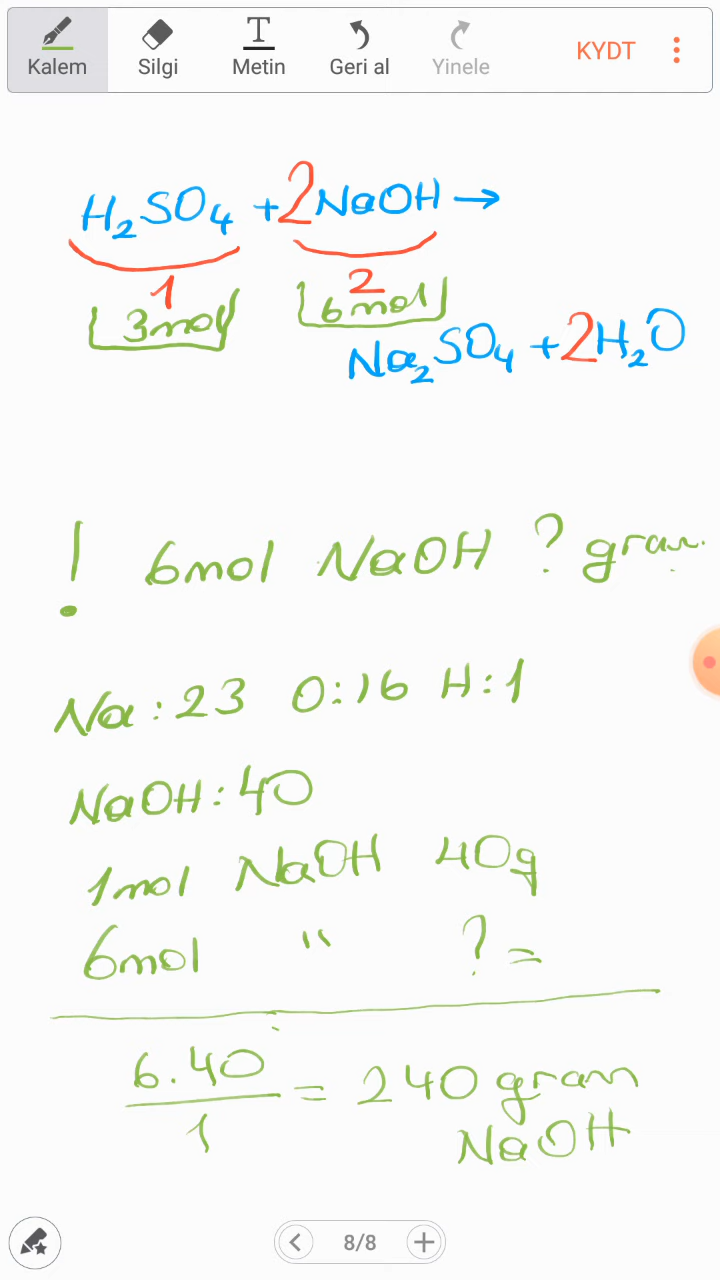 Kalem Silgi Metin Geri al Yinele KYDT
H₂SO₄ + 2NaOH →
1 2
3mol 6mol
Na₂SO₄ + 2H₂O
! 6mol NaOH ? gram
Na : 23 O : 16 H : 1
NaOH : 40
1mol NaOH 40g
6mol " ? =
6.40
1
= 240 gram
NaOH
8/8